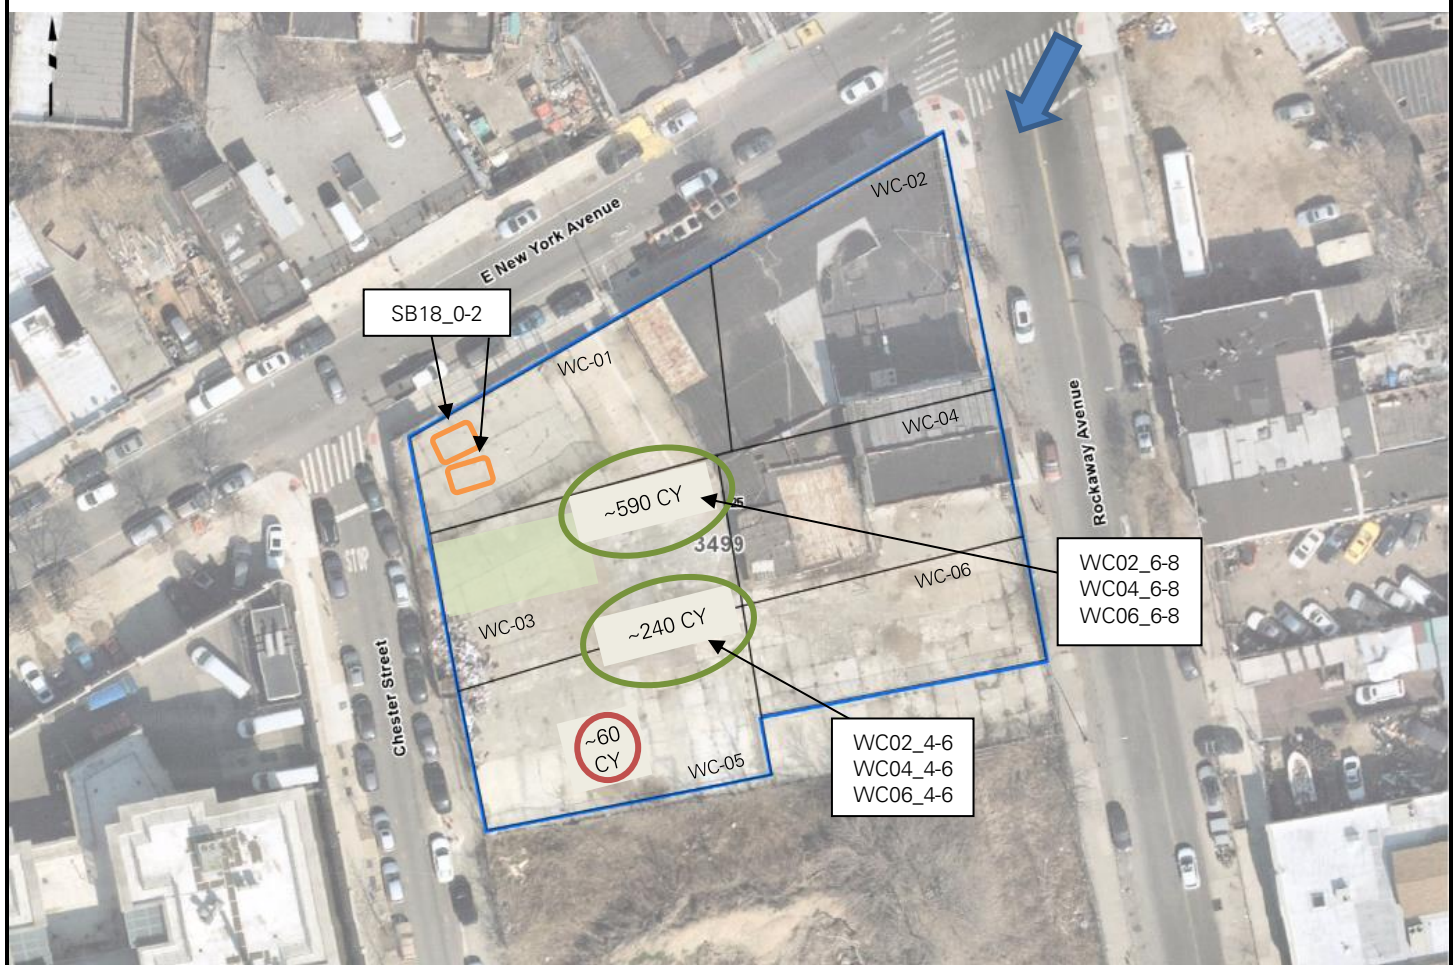 WC-02
E New York Avenue
SB18_0-2
WC-01
WC-04
Rockaway Avenue
~590 CY
25
3499
WC02_6-8
WC04_6-8
WC06_6-8
WC-06
STOP
WC-03
~240 CY
Chester Street
~60
CY
WC-05
WC02_4-6
WC04_4-6
WC06_4-6